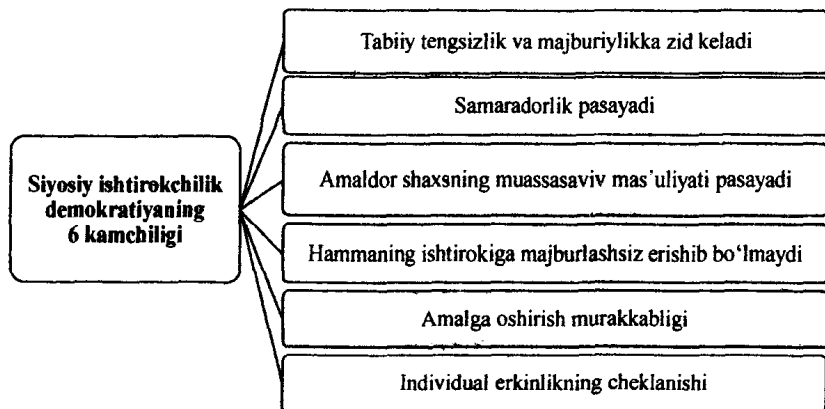 Siyosiy ishtirokchilik
demokratiyaning
6 kamchiligi
Tabiiy tengsizlik va majburiylikka zid keladi
Samaradorlik pasayadi
Amaldor shaxsning muassasaviv mas’uliyati pasayadi
Hammaning ishtirokiga majburlashsiz erishib bo‘lmaydi
Amalga oshirish murakkabligi
Individual erkinlikning cheklanishi